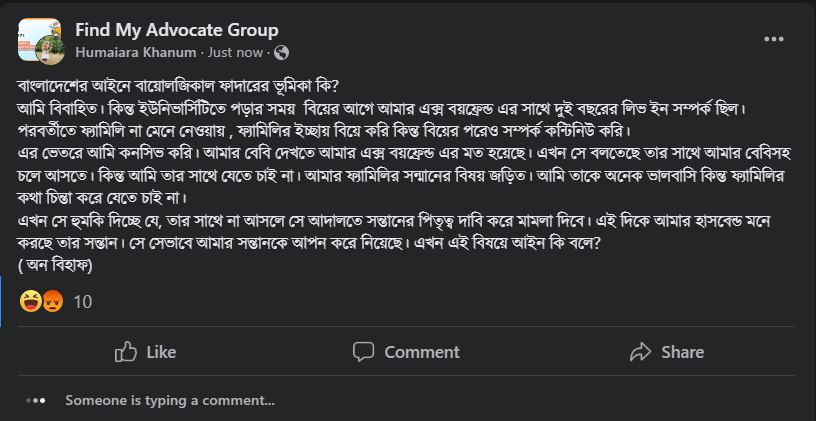 Find My Advocate Group
Humaiara Khanum · Just now ·
বাংলাদেশের আইনে বায়োলজিকাল ফাদারের ভূমিকা কি?
আমি বিবাহিত। কিন্ত ইউনিভার্সিটিতে পড়ার সময় বিয়ের আগে আমার এক্স বয়ফ্রেন্ড এর সাথে দুই বছরের লিভ ইন সম্পর্ক ছিল।
পরবর্তীতে ফ্যামিলি না মেনে নেওয়ায় , ফ্যামিলির ইচ্ছায় বিয়ে করি কিন্ত বিয়ের পরেও সম্পর্ক কন্টিনিউ করি।
এর ভেতরে আমি কনসিভ করি। আমার বেবি দেখতে আমার এক্স বয়ফ্রেন্ড এর মত হয়েছে। এখন সে বলতেছে তার সাথে আমার বেবিসহ
চলে আসতে। কিন্ত আমি তার সাথে যেতে চাই না। আমার ফ্যামিলির সন্মানের বিষয় জড়িত। আমি তাকে অনেক ভালবাসি কিন্ত ফ্যামিলির
কথা চিন্তা করে যেতে চাই না।
এখন সে হুমকি দিচ্ছে যে, তার সাথে না আসলে সে আদালতে সন্তানের পিতৃত্ব দাবি করে মামলা দিবে। এই দিকে আমার হাসবেন্ড মনে
করছে তার সন্তান। সে সেভাবে আমার সন্তানকে আপন করে নিয়েছে। এখন এই বিষয়ে আইন কি বলে?
( অন বিহাফ)
10
Like
Comment
Share
Someone is typing a comment...